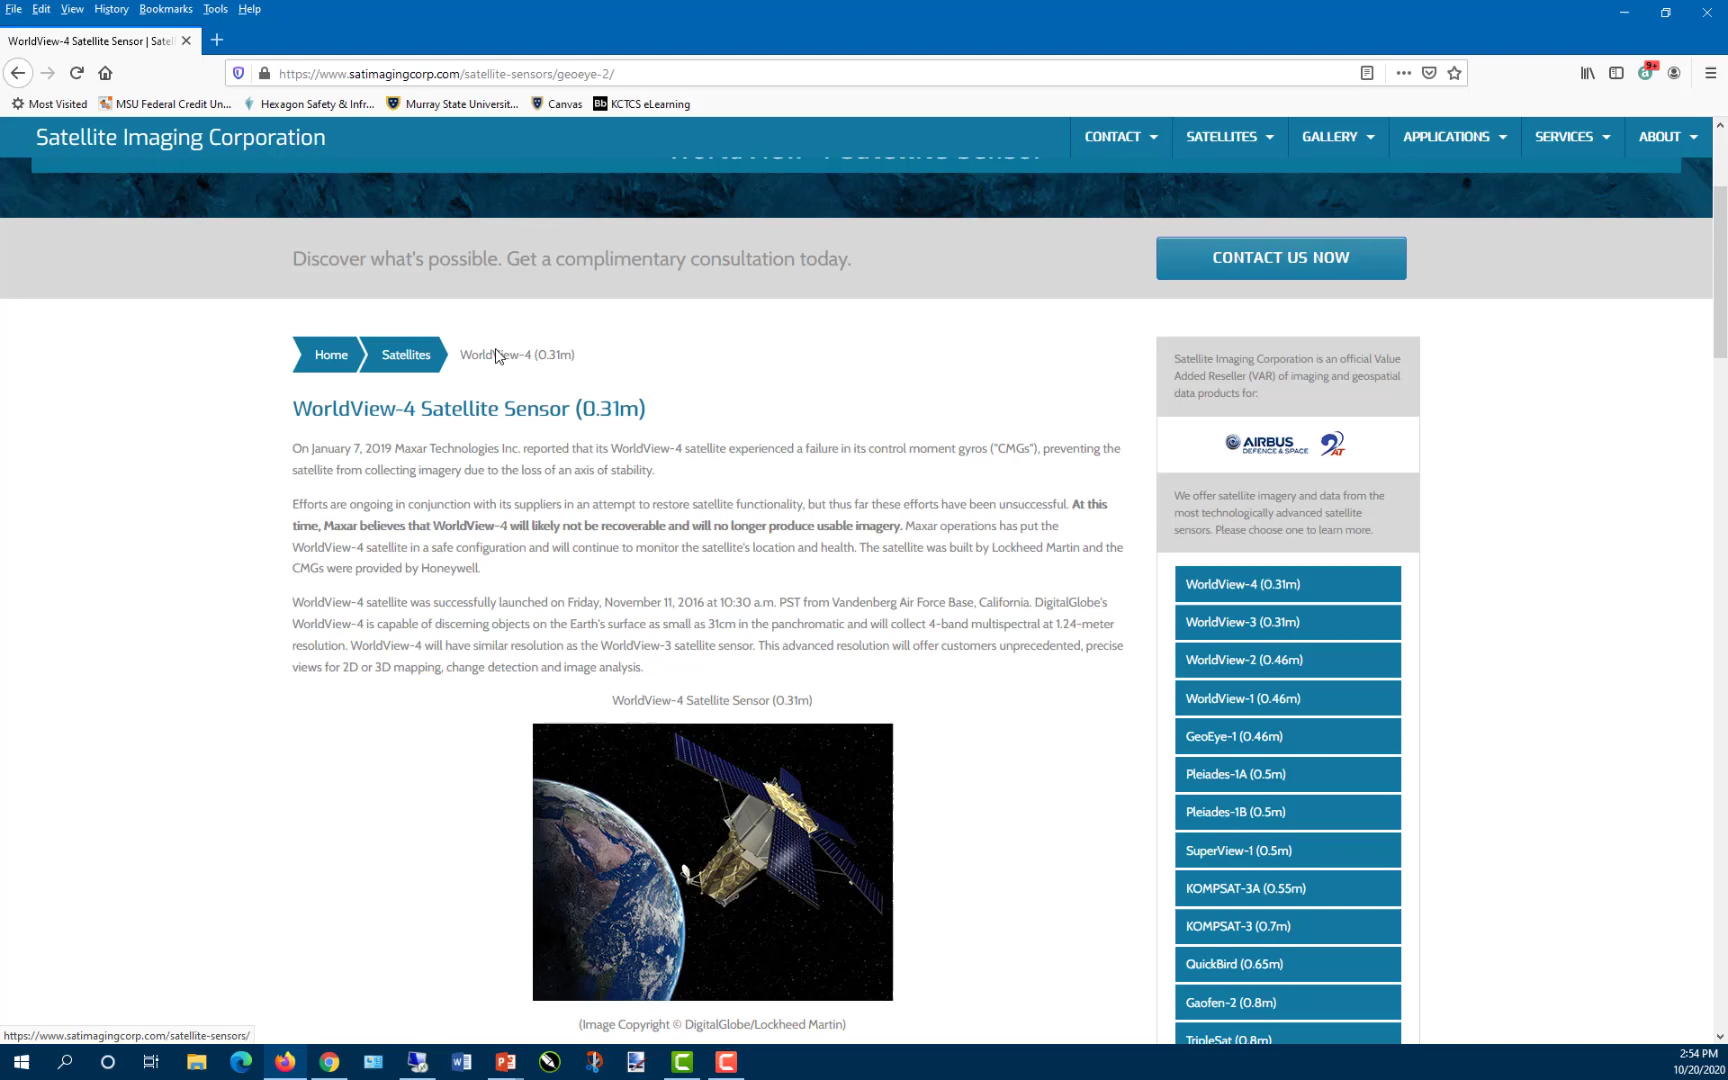 File Edit View History Bookmarks Tools Help
WorldView-4 Satellite Sensor | Satel
https://www.satimagingcorp.com/satellite-sensors/geoeye-2/
9+
Most Visited MSU Federal Credit Un... Hexagon Safety & Infr... Murray State Universit... Canvas Bb KCTCS eLearning
Satellite Imaging Corporation CONTACT SATELLITES GALLERY APPLICATIONS SERVICES ABOUT
WorldView-4 Satellite Sensor
Discover what's possible. Get a complimentary consultation today. CONTACT US NOW
Home Satellites WorldView-4 (0.31m)
WorldView-4 Satellite Sensor (0.31m)
On January 7, 2019 Maxar Technologies Inc. reported that its WorldView-4 satellite experienced a failure in its control moment gyros ("CMGs"), preventing the
satellite from collecting imagery due to the loss of an axis of stability.
Efforts are ongoing in conjunction with its suppliers in an attempt to restore satellite functionality, but thus far these efforts have been unsuccessful. At this
time, Maxar believes that WorldView-4 will likely not be recoverable and will no longer produce usable imagery. Maxar operations has put the
WorldView-4 satellite in a safe configuration and will continue to monitor the satellite's location and health. The satellite was built by Lockheed Martin and the
CMGs were provided by Honeywell.
WorldView-4 satellite was successfully launched on Friday, November 11, 2016 at 10:30 a.m. PST from Vandenberg Air Force Base, California. DigitalGlobe's
WorldView-4 is capable of discerning objects on the Earth's surface as small as 31cm in the panchromatic and will collect 4-band multispectral at 1.24-meter
resolution. WorldView-4 will have similar resolution as the WorldView-3 satellite sensor. This advanced resolution will offer customers unprecedented, precise
views for 2D or 3D mapping, change detection and image analysis.
WorldView-4 Satellite Sensor (0.31m)
(Image Copyright © DigitalGlobe/Lockheed Martin)
Satellite Imaging Corporation is an official Value
Added Reseller (VAR) of imaging and geospatial
data products for:
AIRBUS
DEFENCE & SPACE
2AT
We offer satellite imagery and data from the
most technologically advanced satellite
sensors. Please choose one to learn more.
WorldView-4 (0.31m)
WorldView-3 (0.31m)
WorldView-2 (0.46m)
WorldView-1 (0.46m)
GeoEye-1 (0.46m)
Pleiades-1A (0.5m)
Pleiades-1B (0.5m)
SuperView-1 (0.5m)
KOMPSAT-3A (0.55m)
KOMPSAT-3 (0.7m)
QuickBird (0.65m)
Gaofen-2 (0.8m)
TripleSat (0.8m)
https://www.satimagingcorp.com/satellite-sensors/
2:54 PM
10/20/2020